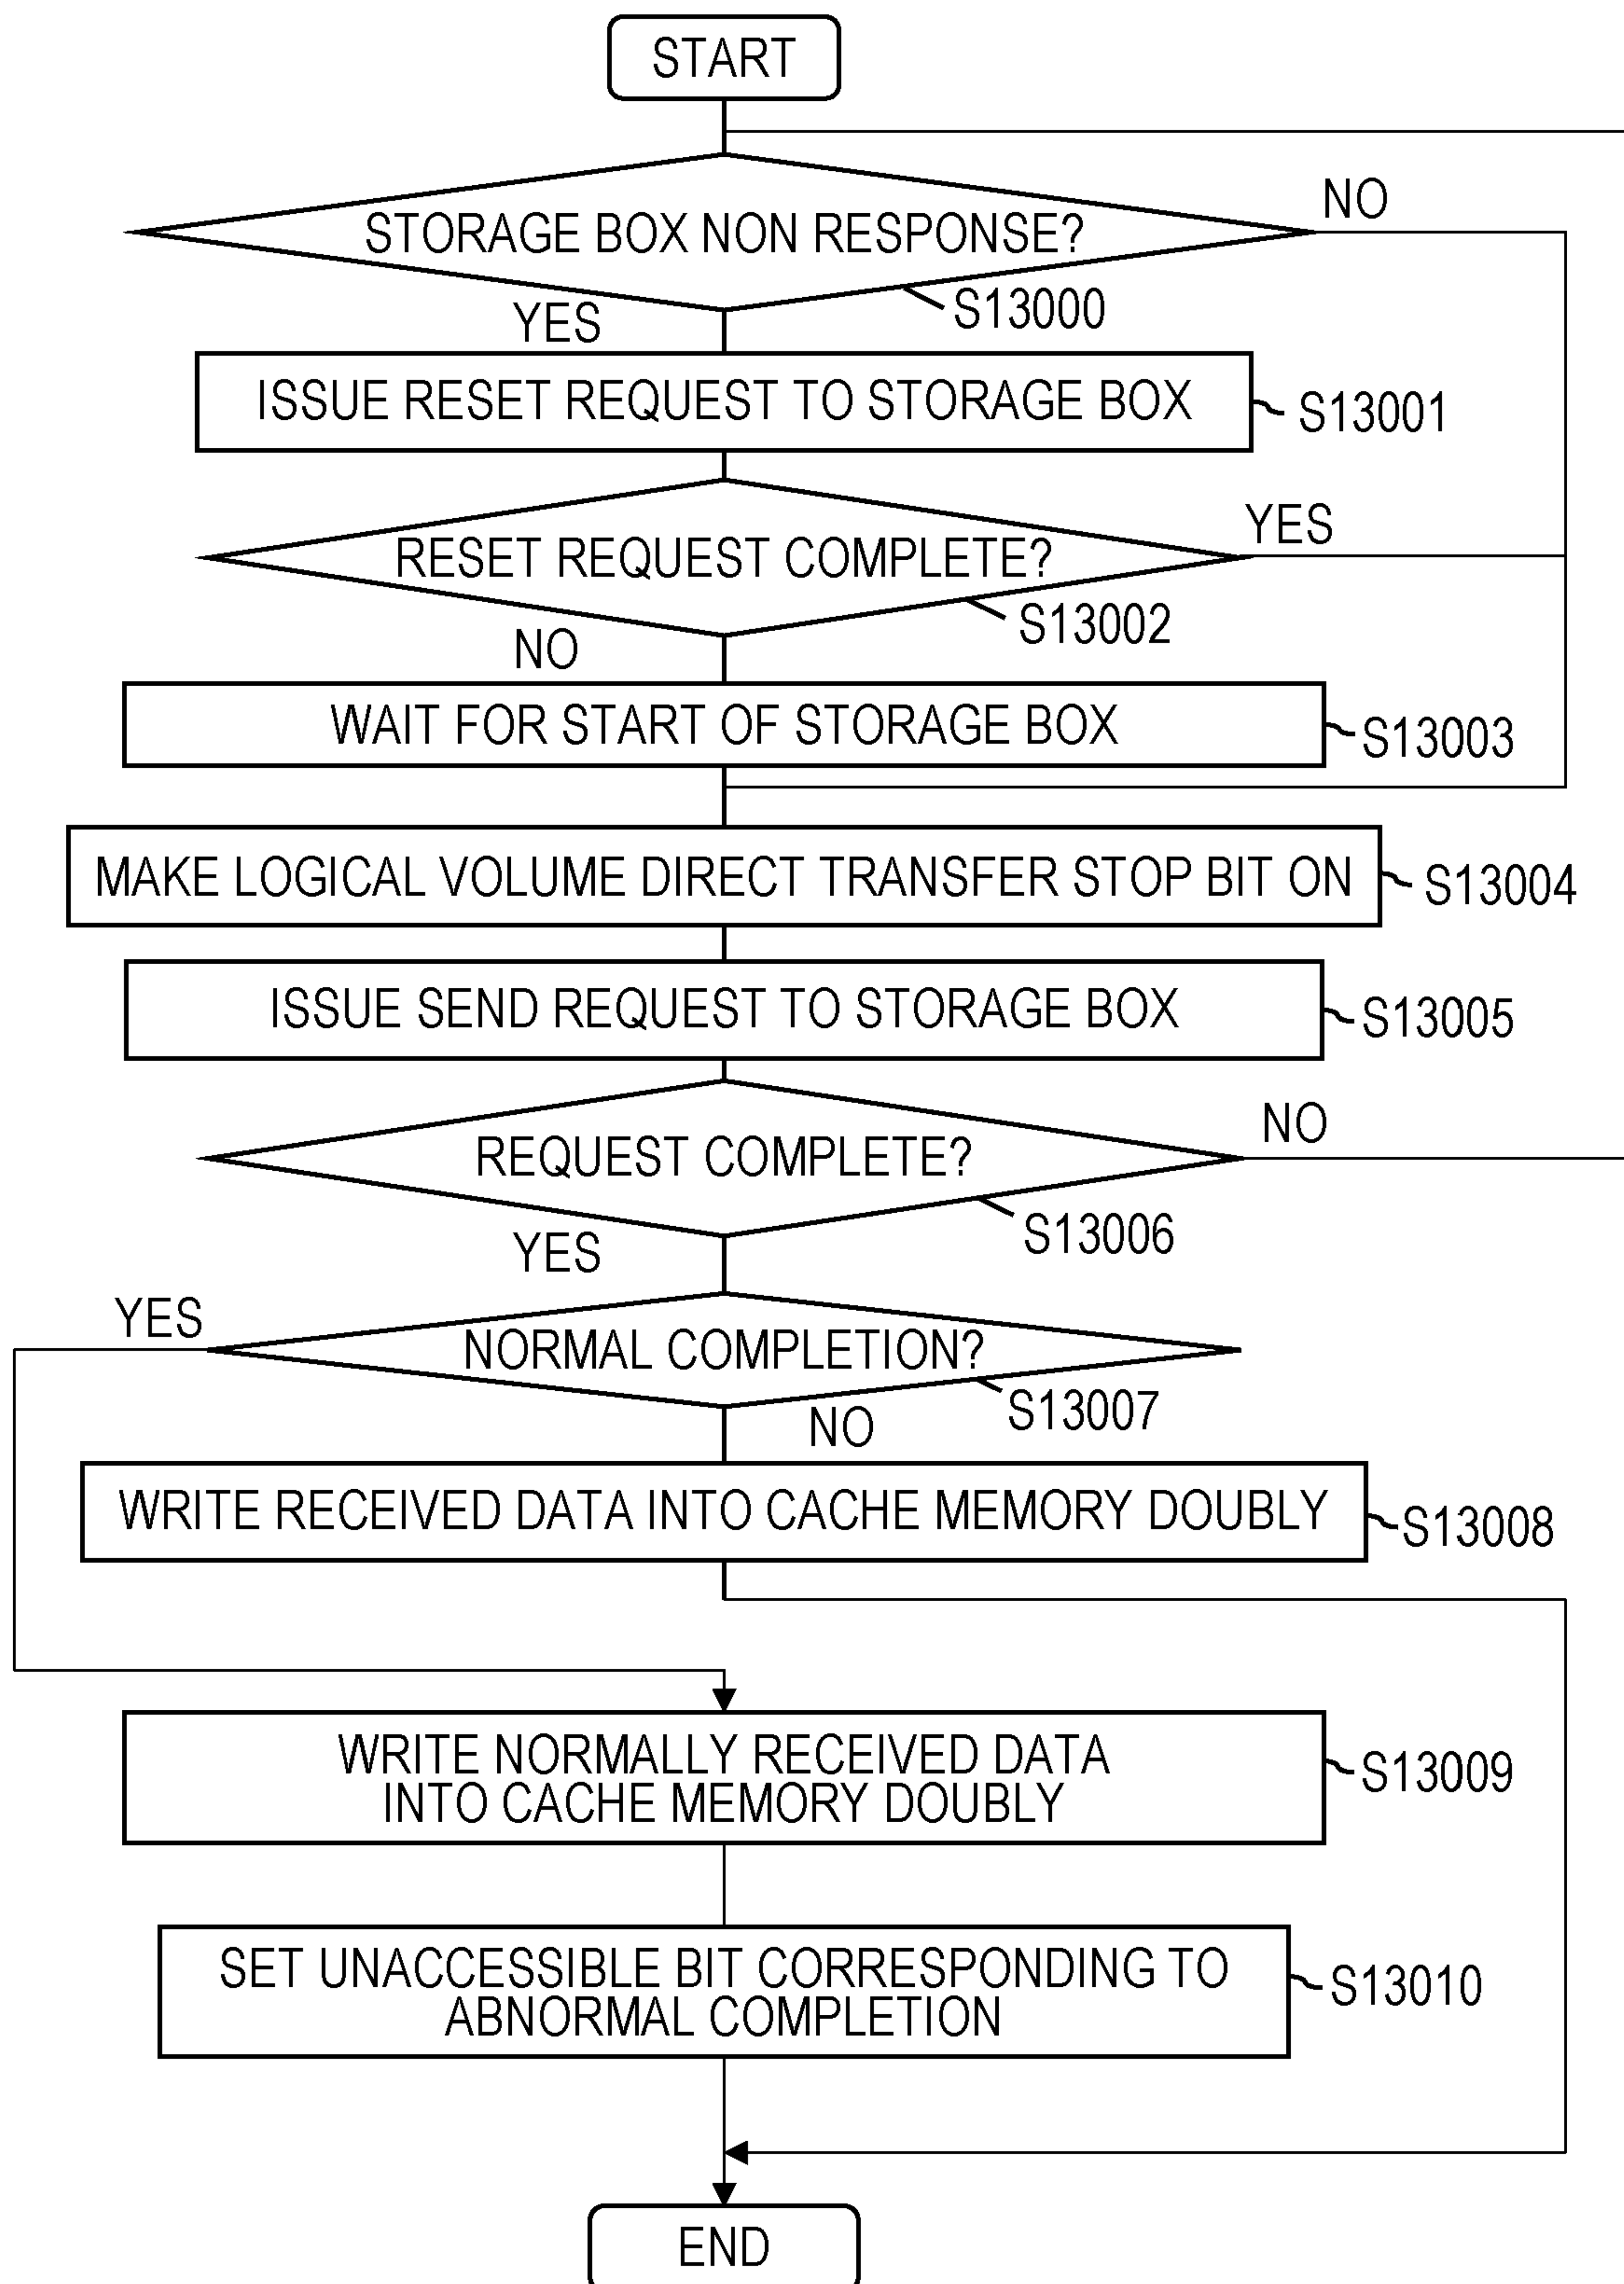 START
STORAGE BOX NON RESPONSE?
NO
S13000
YES
ISSUE RESET REQUEST TO STORAGE BOX
S13001
RESET REQUEST COMPLETE?
YES
S13002
NO
WAIT FOR START OF STORAGE BOX
S13003
MAKE LOGICAL VOLUME DIRECT TRANSFER STOP BIT ON
S13004
ISSUE SEND REQUEST TO STORAGE BOX
S13005
REQUEST COMPLETE?
NO
S13006
YES
YES
NORMAL COMPLETION?
S13007
NO
WRITE RECEIVED DATA INTO CACHE MEMORY DOUBLY
S13008
WRITE NORMALLY RECEIVED DATA
INTO CACHE MEMORY DOUBLY
S13009
SET UNACCESSIBLE BIT CORRESPONDING TO
ABNORMAL COMPLETION
S13010
END